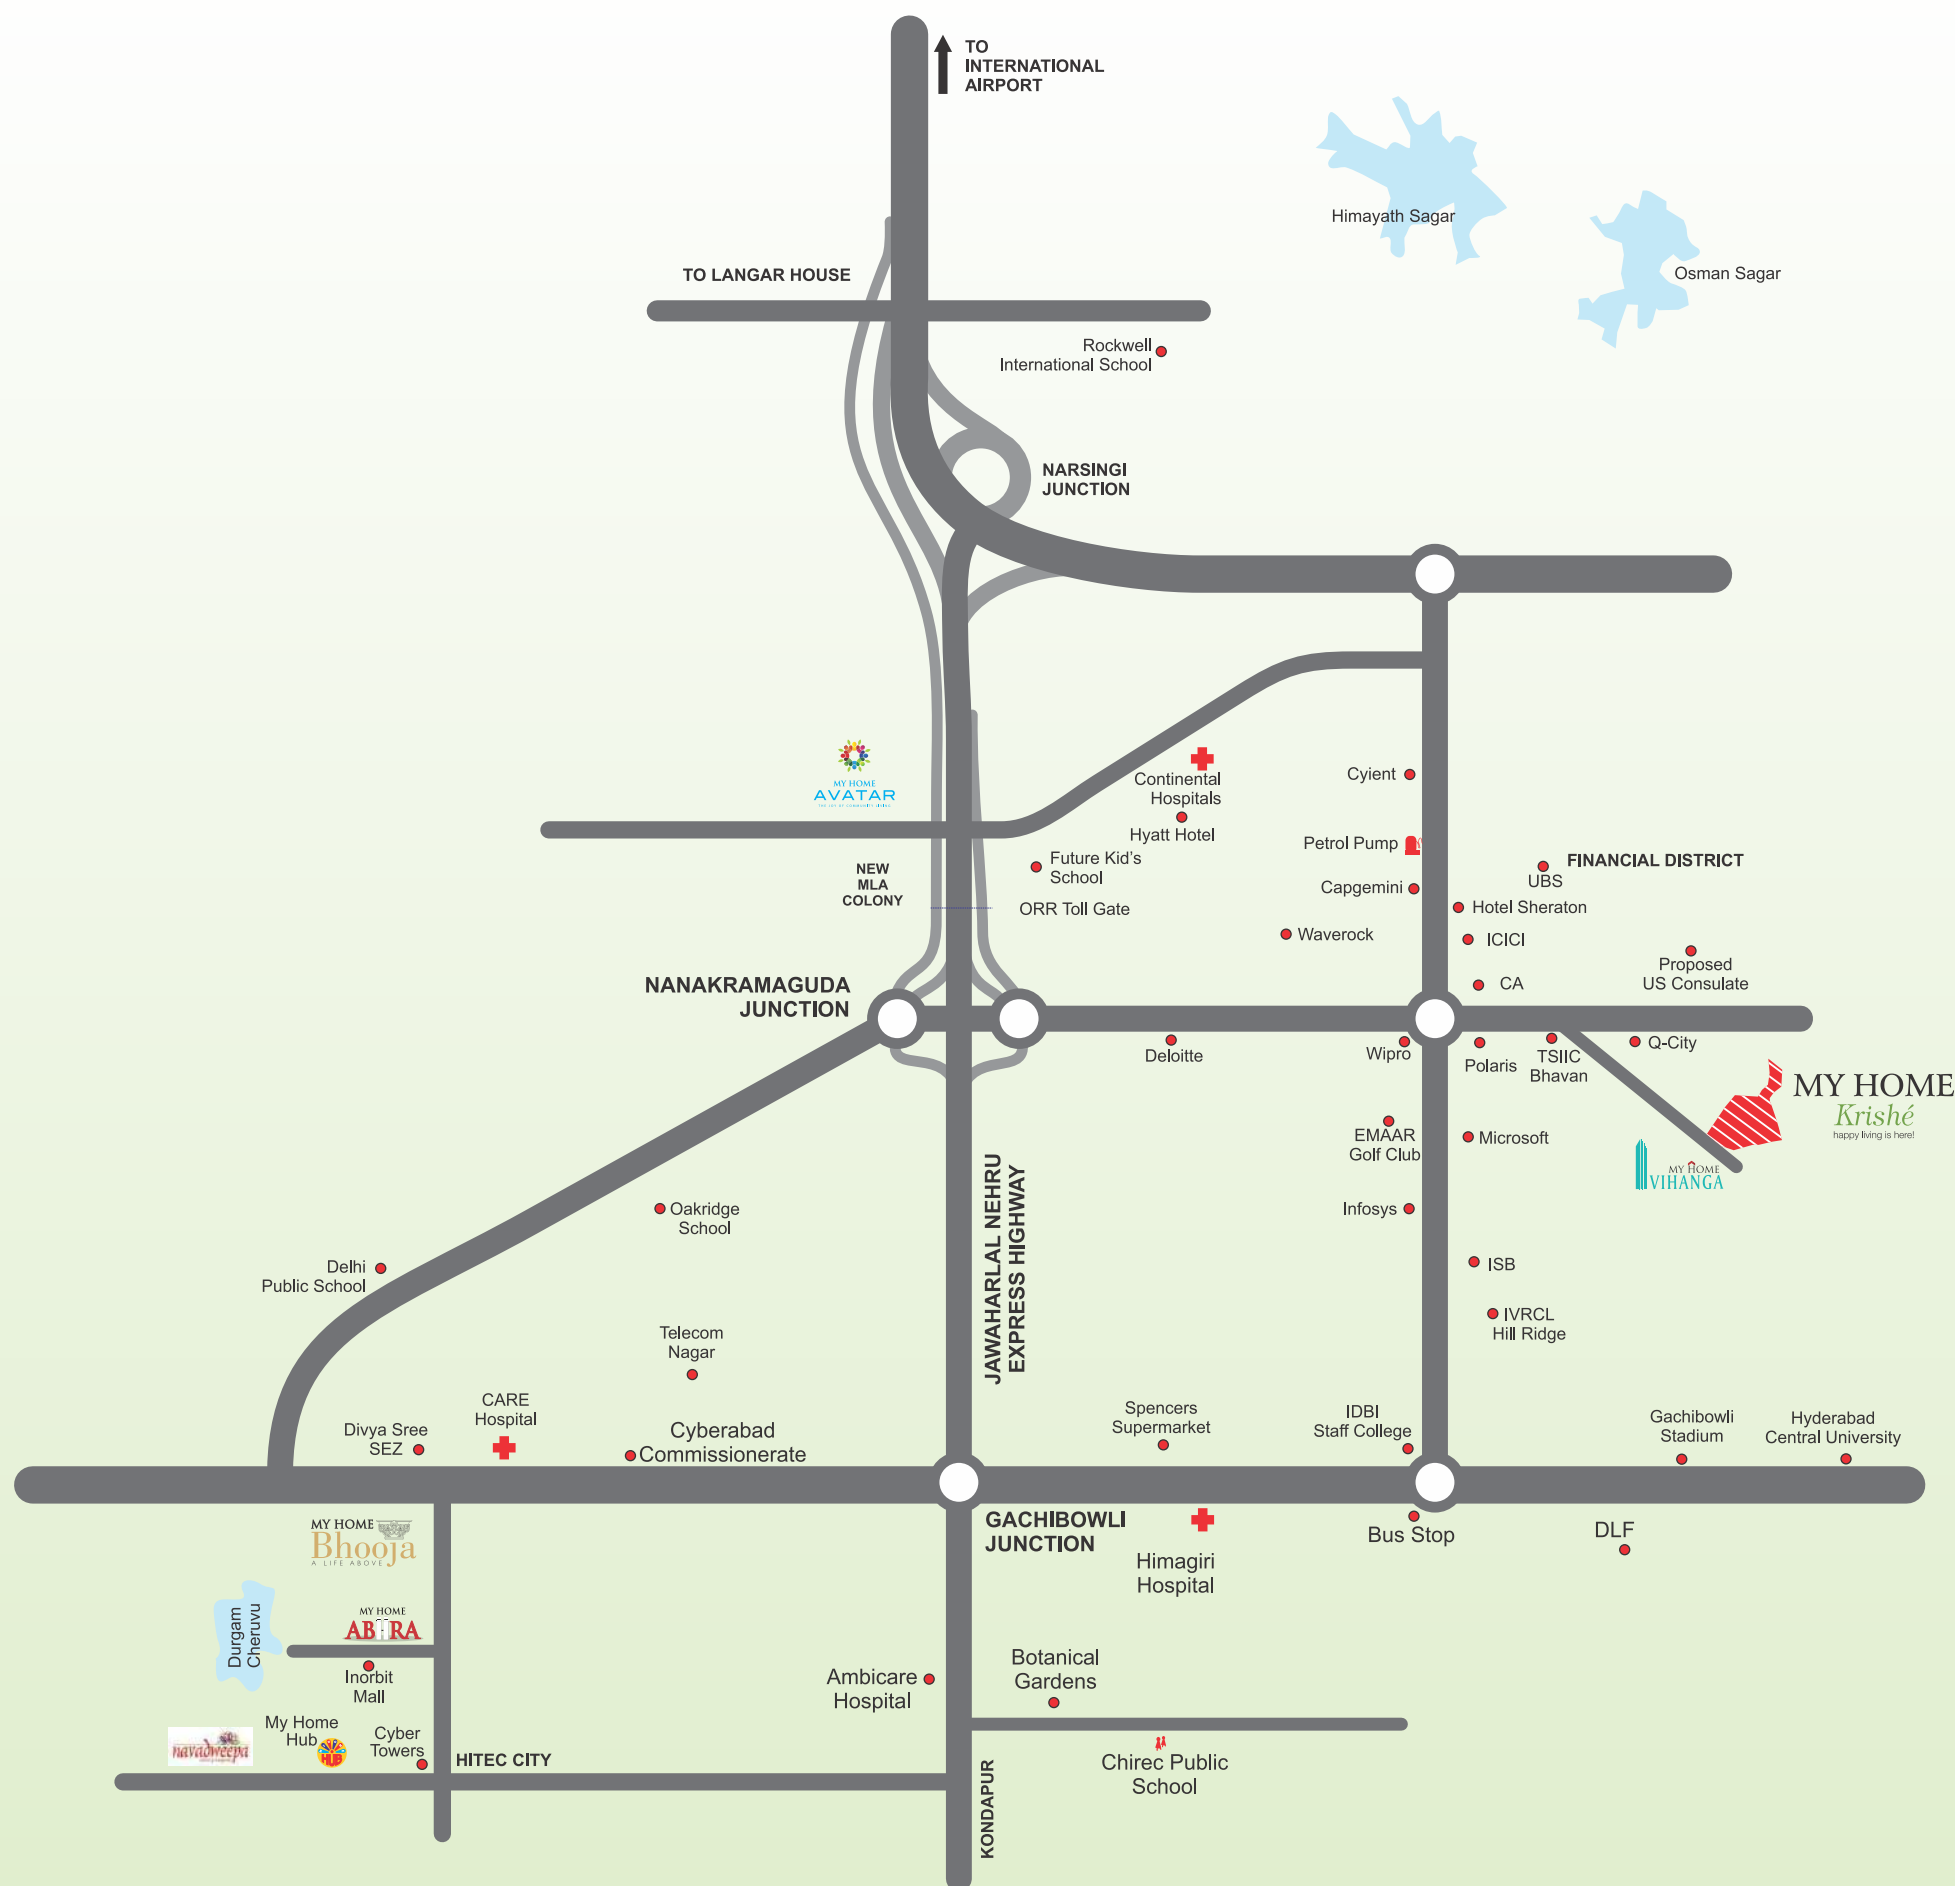 TO
INTERNATIONAL
AIRPORT
Himayath Sagar
Osman Sagar
TO LANGAR HOUSE
Rockwell
International School
NARSINGI
JUNCTION
MY HOME
AVATAR
Continental
Hospitals
Hyatt Hotel
Cyient
Petrol Pump
Capgemini
FINANCIAL DISTRICT
UBS
Hotel Sheraton
ICICI
CA
Future Kid's
School
NEW
MLA
COLONY
ORR Toll Gate
Waverock
Proposed
US Consulate
NANAKRAMAGUDA
JUNCTION
Deloitte
Wipro
Polaris
TSIIC
Bhavan
Q-City
MY HOME
Krishé
happy living is here!
MY HOME
VIHANGA
EMAAR
Golf Club
Microsoft
Infosys
ISB
IVRCL
Hill Ridge
JAWAHARLAL NEHRU
EXPRESS HIGHWAY
Oakridge
School
Delhi
Public School
Telecom
Nagar
CARE
Hospital
Divya Sree
SEZ
Cyberabad
Commissionerate
Spencers
Supermarket
IDBI
Staff College
Gachibowli
Stadium
Hyderabad
Central University
GACHIBOWLI
JUNCTION
Himagiri
Hospital
Bus Stop
DLF
MY HOME
Bhooja
A LIFE ABOVE
Durgam
Cheruvu
MY HOME
ABHRA
Inorbit
Mall
Ambicare
Hospital
Botanical
Gardens
navadweepa
My Home
Hub
HUB
Cyber
Towers
HITEC CITY
Chirec Public
School
KONDAPUR